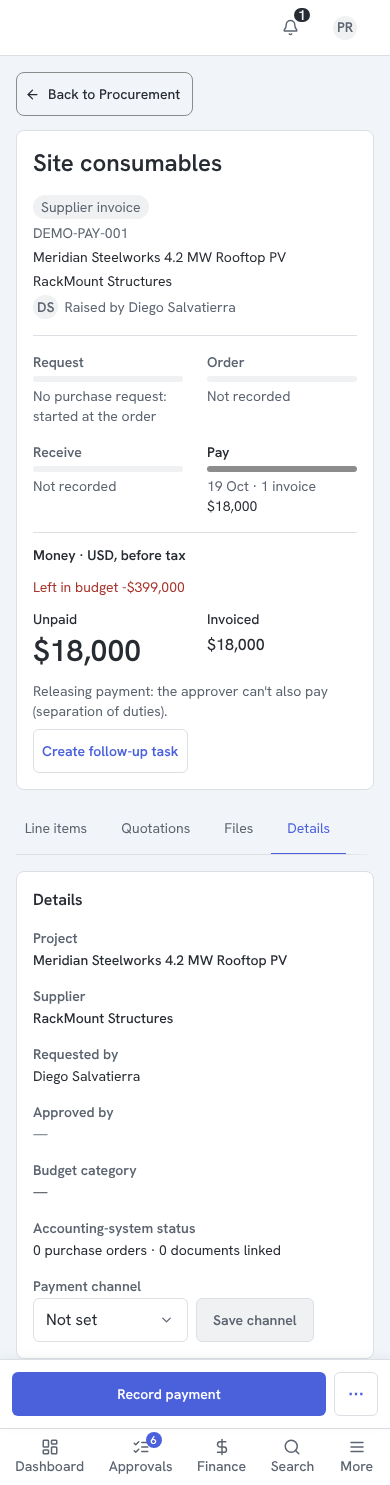 1
PR
Back to Procurement
Site consumables
Supplier invoice
DEMO-PAY-001
Meridian Steelworks 4.2 MW Rooftop PV
RackMount Structures
DS Raised by Diego Salvatierra
Request
No purchase request:
started at the order
Order
Not recorded
Receive
Not recorded
Pay
19 Oct · 1 invoice
$18,000
Money · USD, before tax
Left in budget -$399,000
Unpaid
$18,000
Invoiced
$18,000
Releasing payment: the approver can't also pay
(separation of duties).
Create follow-up task
Line items Quotations Files Details
Details
Project
Meridian Steelworks 4.2 MW Rooftop PV
Supplier
RackMount Structures
Requested by
Diego Salvatierra
Approved by
—
Budget category
—
Accounting-system status
0 purchase orders · 0 documents linked
Payment channel
Not set Save channel
Record payment ...
6
Dashboard Approvals Finance Search More